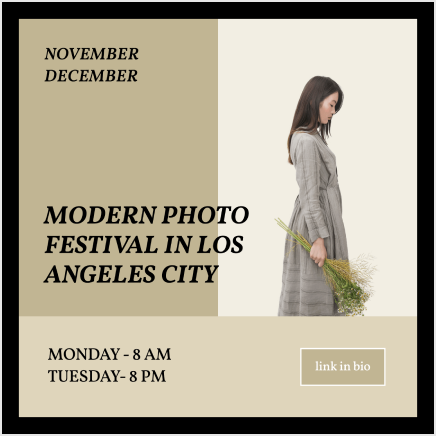 NOVEMBER
DECEMBER
MODERN PHOTO
FESTIVAL IN LOS
ANGELES CITY
MONDAY - 8 AM
TUESDAY- 8 PM
link in bio